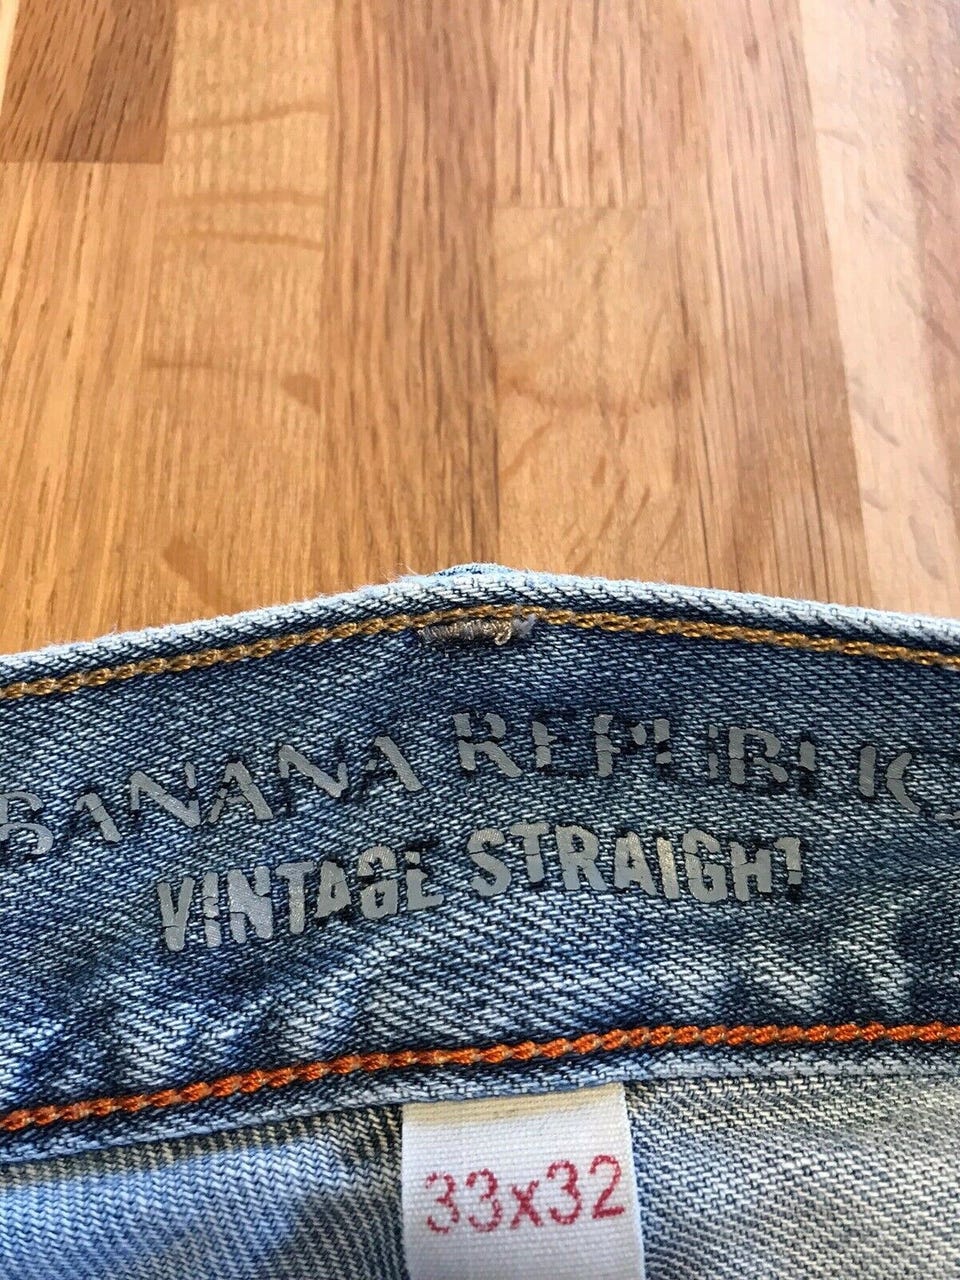 BANANA REPUBLIC
VINTAGE STRAIGHT
33x32